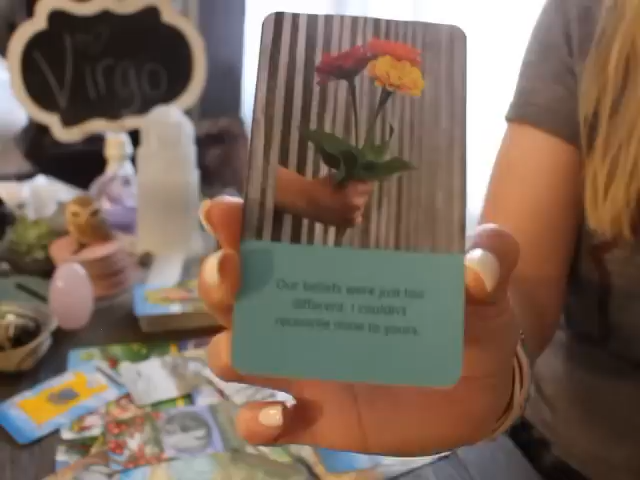 Virgo
Our beliefs were just too
different. I couldn't
reconcile mine to yours.